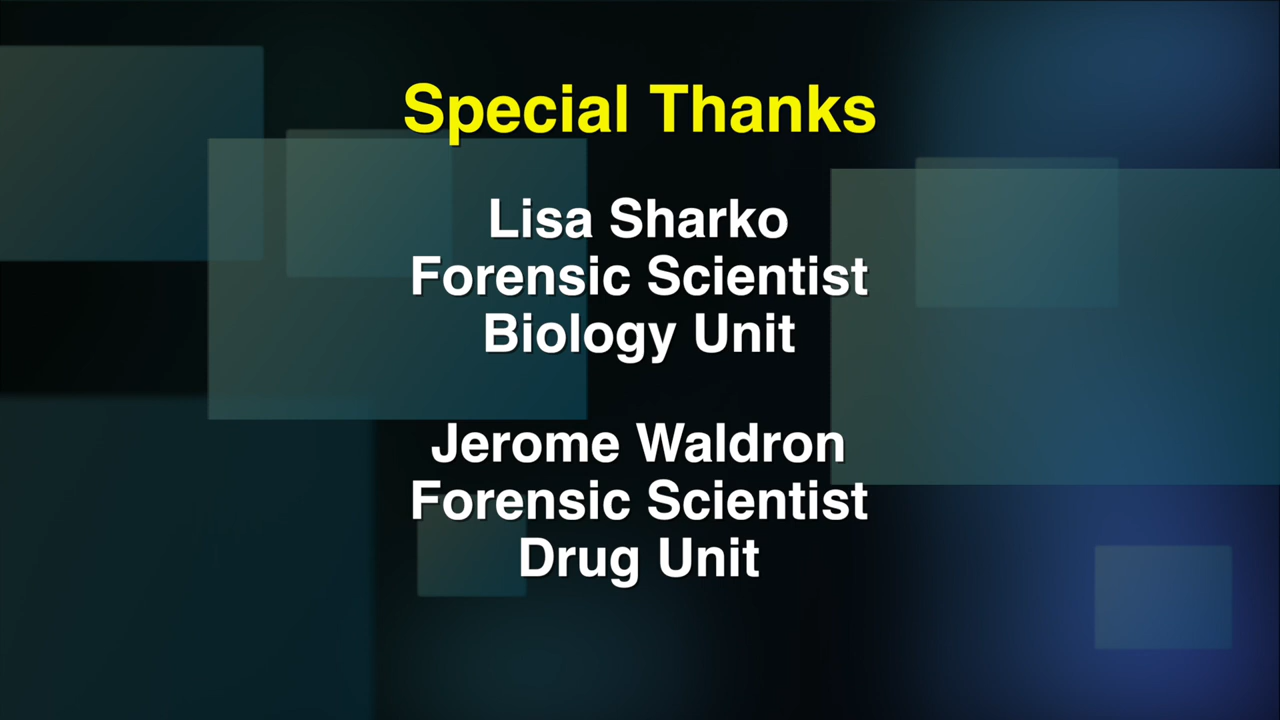 Special Thanks
Lisa Sharko
Forensic Scientist
Biology Unit
Jerome Waldron
Forensic Scientist
Drug Unit